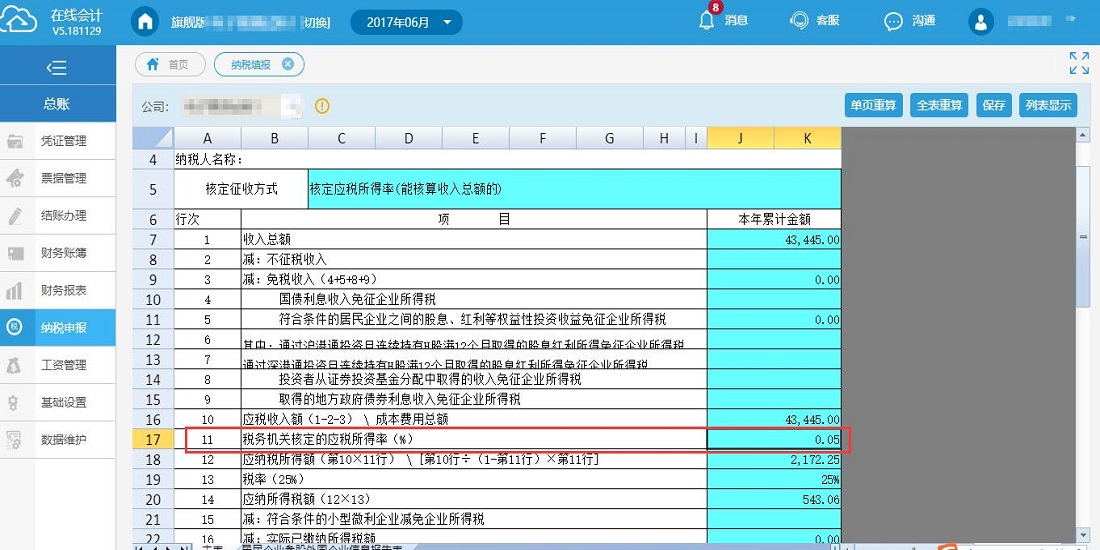 在线会计
V5.181129
旗舰版
切换]
2017年06月
8
消息
客服
沟通
首页
纳税填报
总账
公司:
单页重算
全表重算
保存
列表显示
凭证管理
票据管理
结账办理
财务账簿
财务报表
税
纳税申报
工资管理
基础设置
数据维护
A B C D E F G H I J K
4 纳税人名称:
5 核定征收方式 核定应税所得率(能核算收入总额的)
6 行次 项 目 本年累计金额
7 1 收入总额 43,445.00
8 2 减: 不征税收入
9 3 减: 免税收入(4+5+8+9) 0.00
10 4 国债利息收入免征企业所得税
11 5 符合条件的居民企业之间的股息、红利等权益性投资收益免征企业所得税 0.00
12 6 其中: 通过沪港通投资且连续持有H股满12个月取得的股息红利所得免征企业所得税
13 7 通过深港通投资且连续持有H股满12个月取得的股息红利所得免征企业所得税
14 8 投资者从证券投资基金分配中取得的收入免征企业所得税
15 9 取得的地方政府债券利息收入免征企业所得税
16 10 应税收入额(1-2-3) \ 成本费用总额 43,445.00
17 11 税务机关核定的应税所得率(%) 0.05
18 12 应纳税所得额(第10×11行) \ [第10行÷(1-第11行)×第11行] 2,172.25
19 13 税率(25%) 25%
20 14 应纳所得税额(12×13) 543.06
21 15 减: 符合条件的小型微利企业减免企业所得税
22 16 减: 实际已缴纳所得税额 0.00
主表 居民企业参股外国企业信息报告表